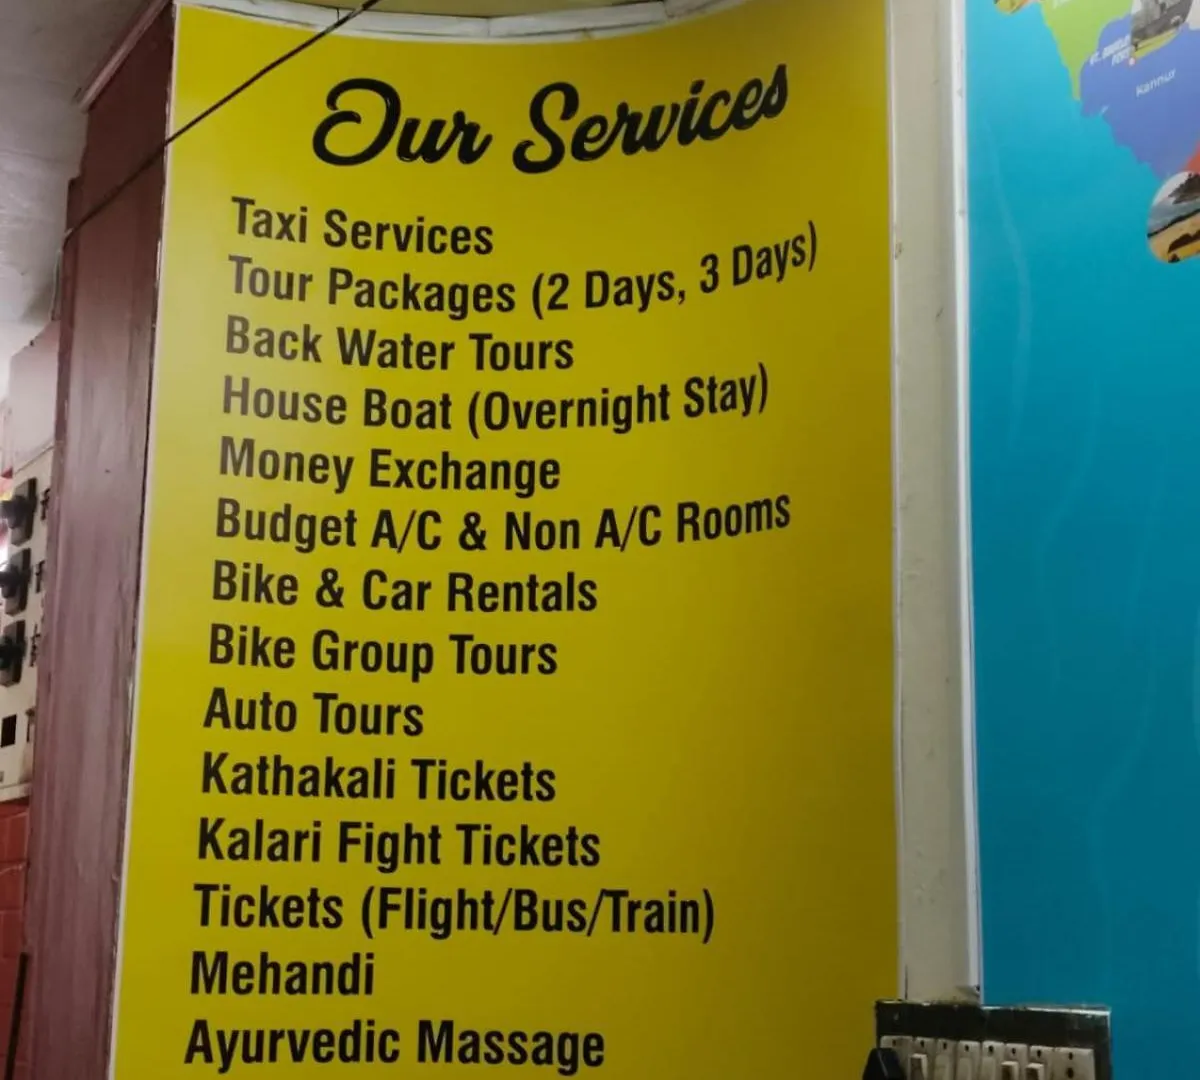 Our Services
Taxi Services
Tour Packages (2 Days, 3 Days)
Back Water Tours
House Boat (Overnight Stay)
Money Exchange
Budget A/C & Non A/C Rooms
Bike & Car Rentals
Bike Group Tours
Auto Tours
Kathakali Tickets
Kalari Fight Tickets
Tickets (Flight/Bus/Train)
Mehandi
Ayurvedic Massage
Kannur